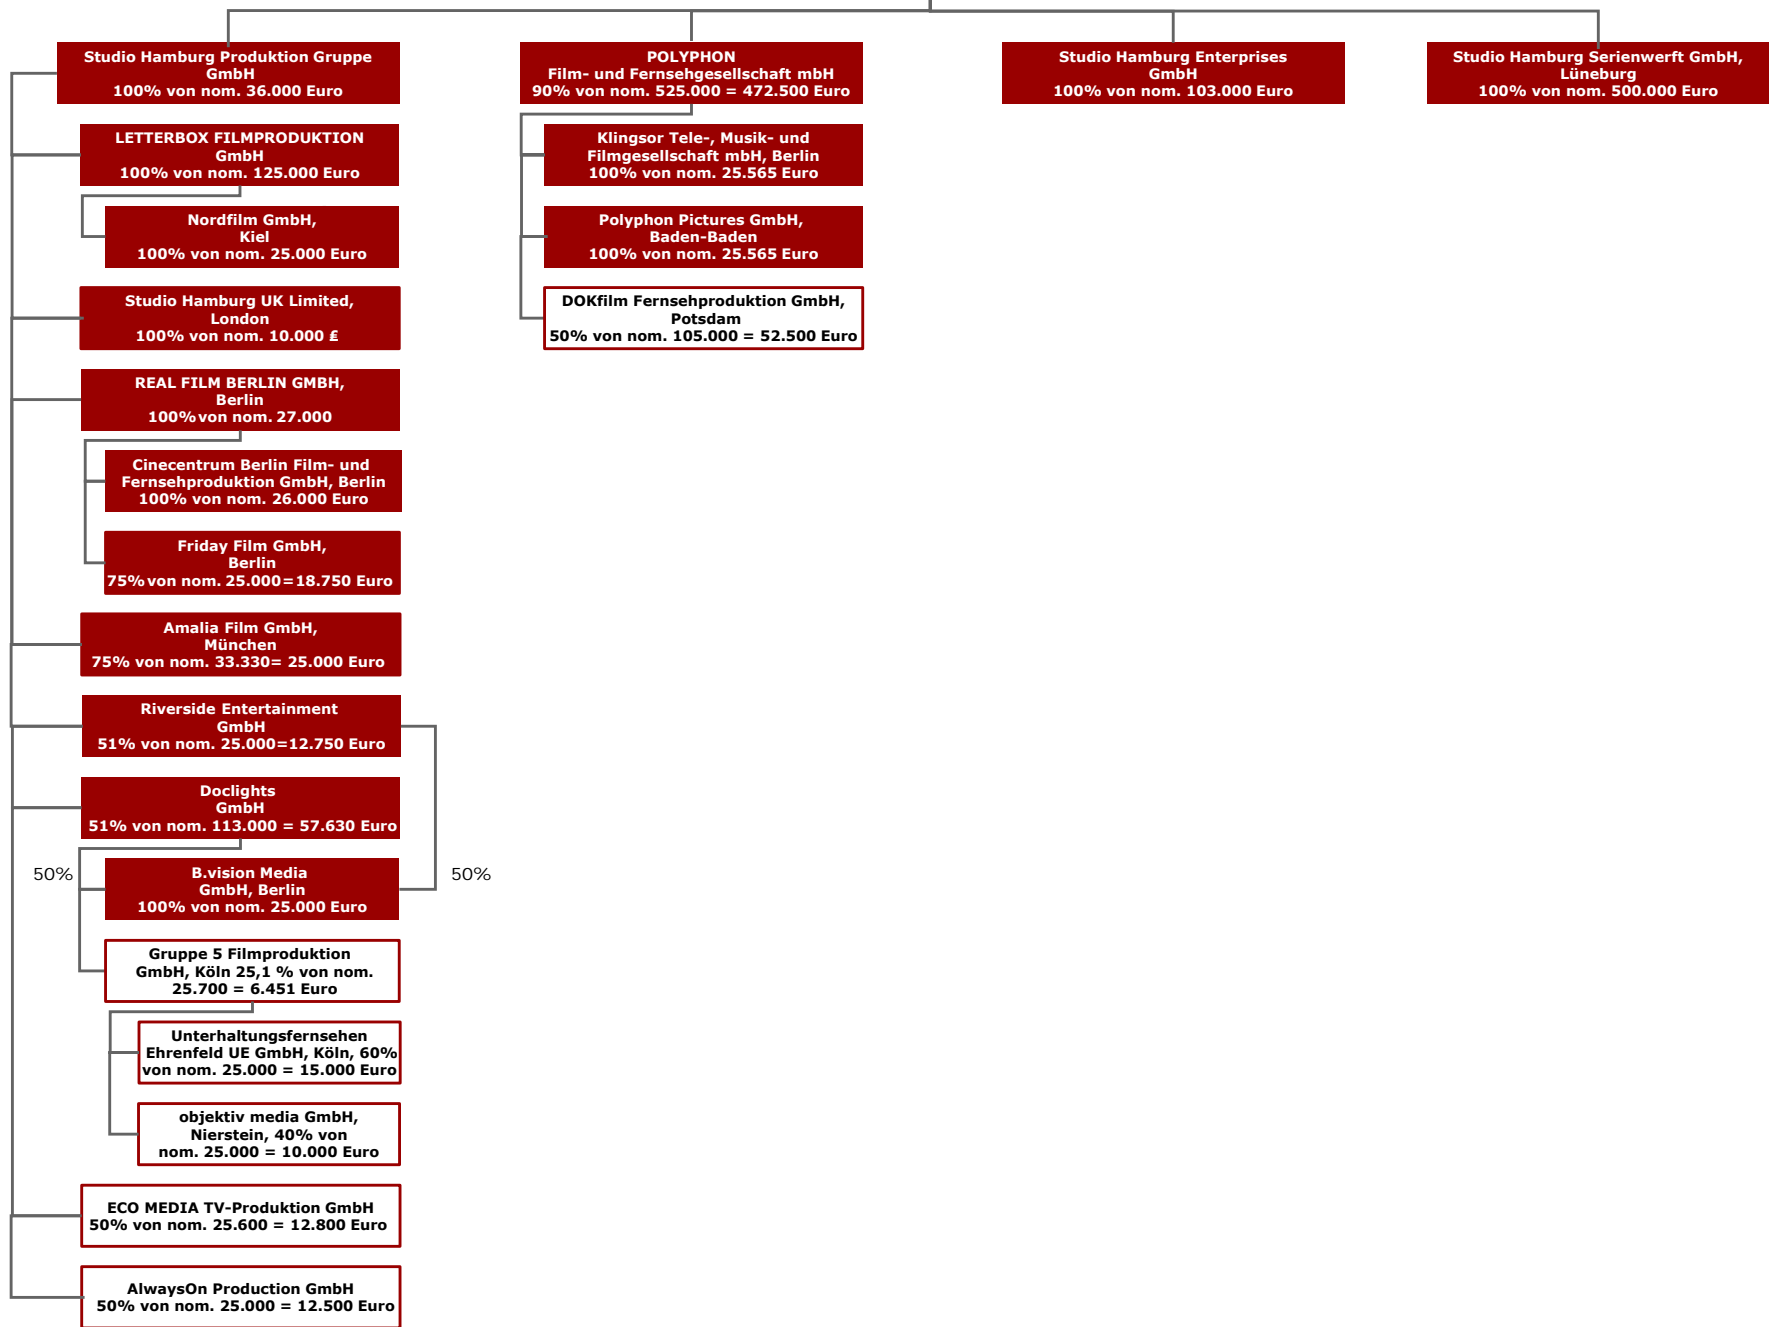 Studio Hamburg Produktion Gruppe
GmbH
100% von nom. 36.000 Euro
LETTERBOX FILMPRODUKTION
GmbH
100% von nom. 125.000 Euro
Nordfilm GmbH,
Kiel
100% von nom. 25.000 Euro
Studio Hamburg UK Limited,
London
100% von nom. 10.000 ₤
REAL FILM BERLIN GMBH,
Berlin
100% von nom. 27.000
Cinecentrum Berlin Film- und
Fernsehproduktion GmbH, Berlin
100% von nom. 26.000 Euro
Friday Film GmbH,
Berlin
75% von nom. 25.000=18.750 Euro
Amalia Film GmbH,
München
75% von nom. 33.330= 25.000 Euro
Riverside Entertainment
GmbH
51% von nom. 25.000=12.750 Euro
Doclights
GmbH
51% von nom. 113.000 = 57.630 Euro
50%
B.vision Media
GmbH, Berlin
100% von nom. 25.000 Euro
50%
Gruppe 5 Filmproduktion
GmbH, Köln 25,1 % von nom.
25.700 = 6.451 Euro
Unterhaltungsfernsehen
Ehrenfeld UE GmbH, Köln, 60%
von nom. 25.000 = 15.000 Euro
objektiv media GmbH,
Nierstein, 40% von
nom. 25.000 = 10.000 Euro
ECO MEDIA TV-Produktion GmbH
50% von nom. 25.600 = 12.800 Euro
AlwaysOn Production GmbH
50% von nom. 25.000 = 12.500 Euro
POLYPHON
Film- und Fernsehgesellschaft mbH
90% von nom. 525.000 = 472.500 Euro
Klingsor Tele-, Musik- und
Filmgesellschaft mbH, Berlin
100% von nom. 25.565 Euro
Polyphon Pictures GmbH,
Baden-Baden
100% von nom. 25.565 Euro
DOKfilm Fernsehproduktion GmbH,
Potsdam
50% von nom. 105.000 = 52.500 Euro
Studio Hamburg Enterprises
GmbH
100% von nom. 103.000 Euro
Studio Hamburg Serienwerft GmbH,
Lüneburg
100% von nom. 500.000 Euro